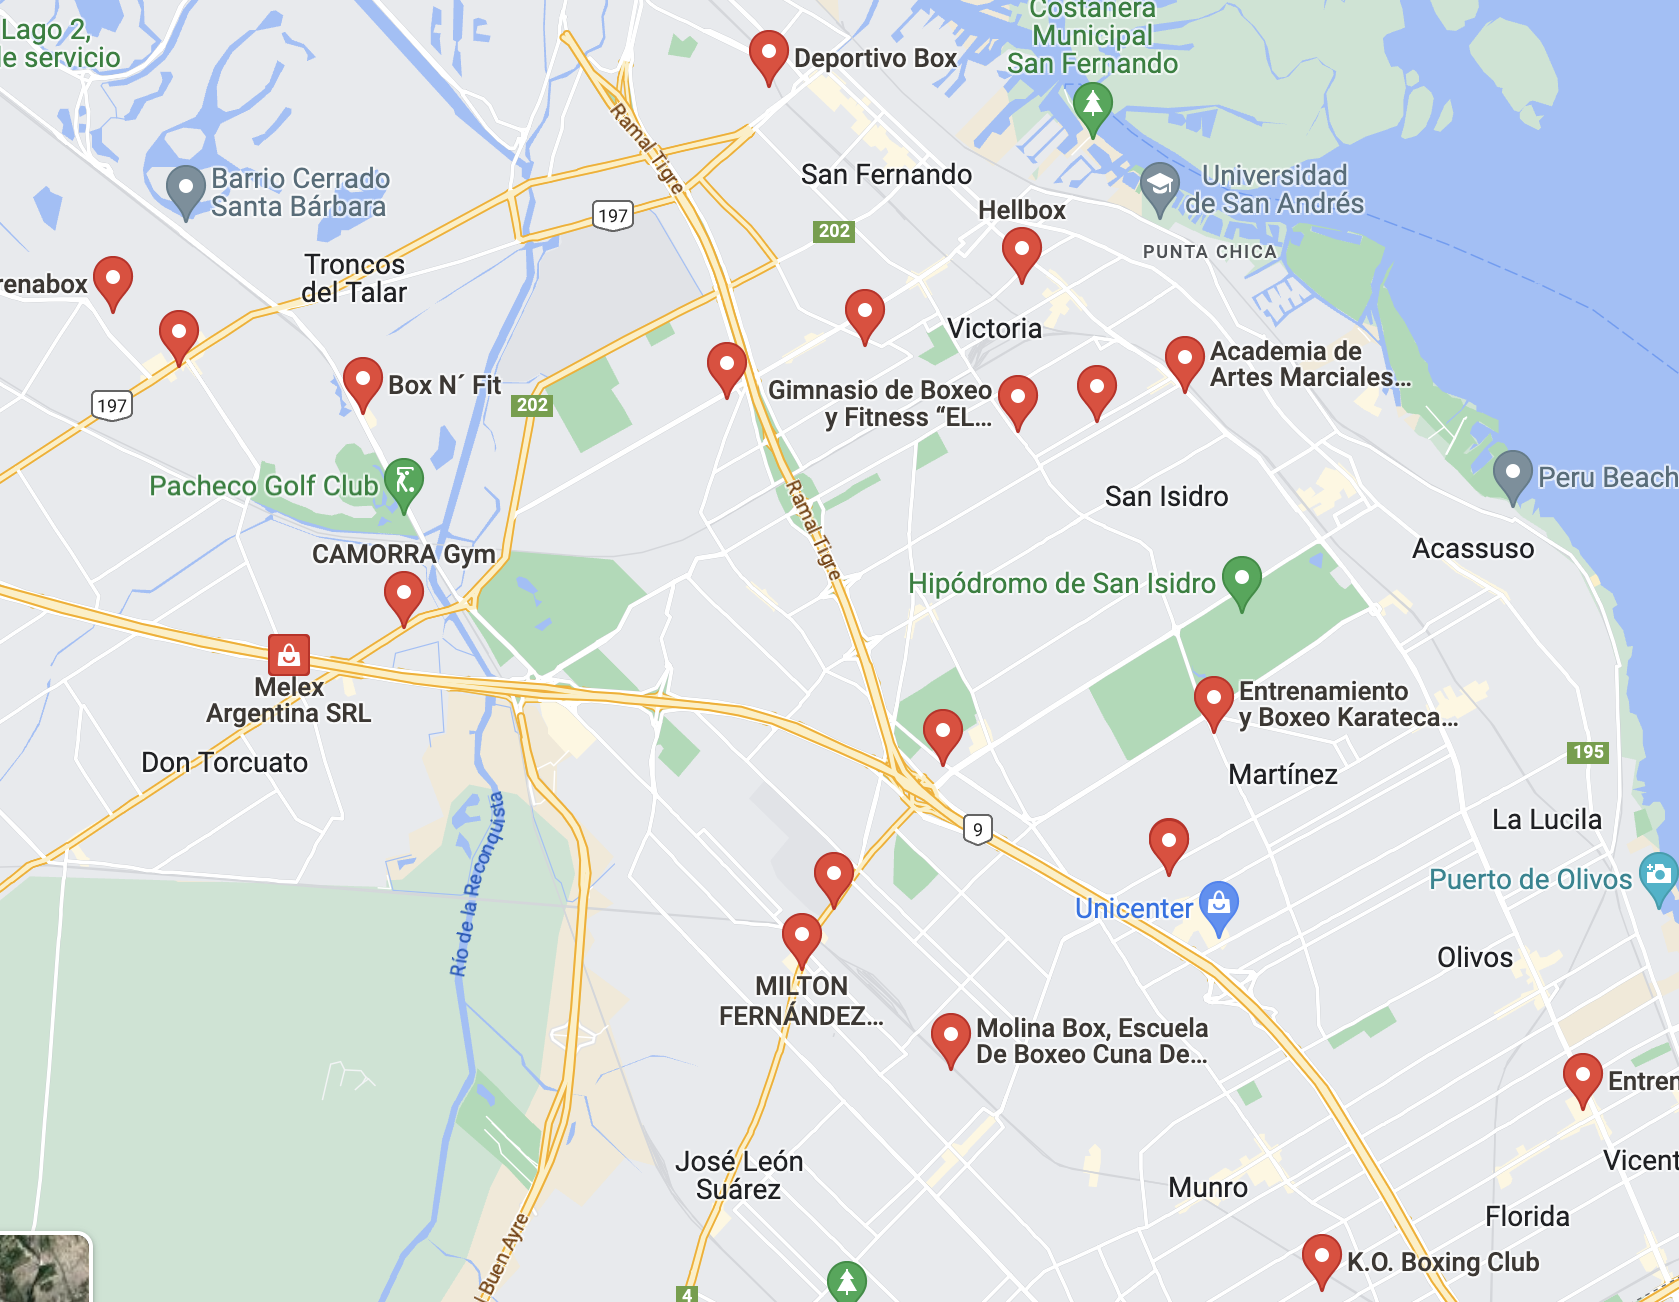 Lago 2,
de servicio
Costanera
Municipal
San Fernando
Deportivo Box
Ramal Tigre
Barrio Cerrado
Santa Bárbara
San Fernando
Universidad
de San Andrés
197
Hellbox
202
PUNTA CHICA
Troncos
del Talar
renabox
Victoria
Academia de
Artes Marciales...
Box N´ Fit
Gimnasio de Boxeo
y Fitness “EL...
197
202
Pacheco Golf Club
Ramal Tigre
San Isidro
Peru Beach
CAMORRA Gym
Acassuso
Hipódromo de San Isidro
Melex
Argentina SRL
Entrenamiento
y Boxeo Karateca...
Don Torcuato
195
Martínez
La Lucila
9
Río de la Reconquista
Puerto de Olivos
Unicenter
Olivos
MILTON
FERNÁNDEZ...
Molina Box, Escuela
De Boxeo Cuna De...
Entren
José León
Suárez
Vicent
Munro
Florida
l Buen Ayre
K.O. Boxing Club
4